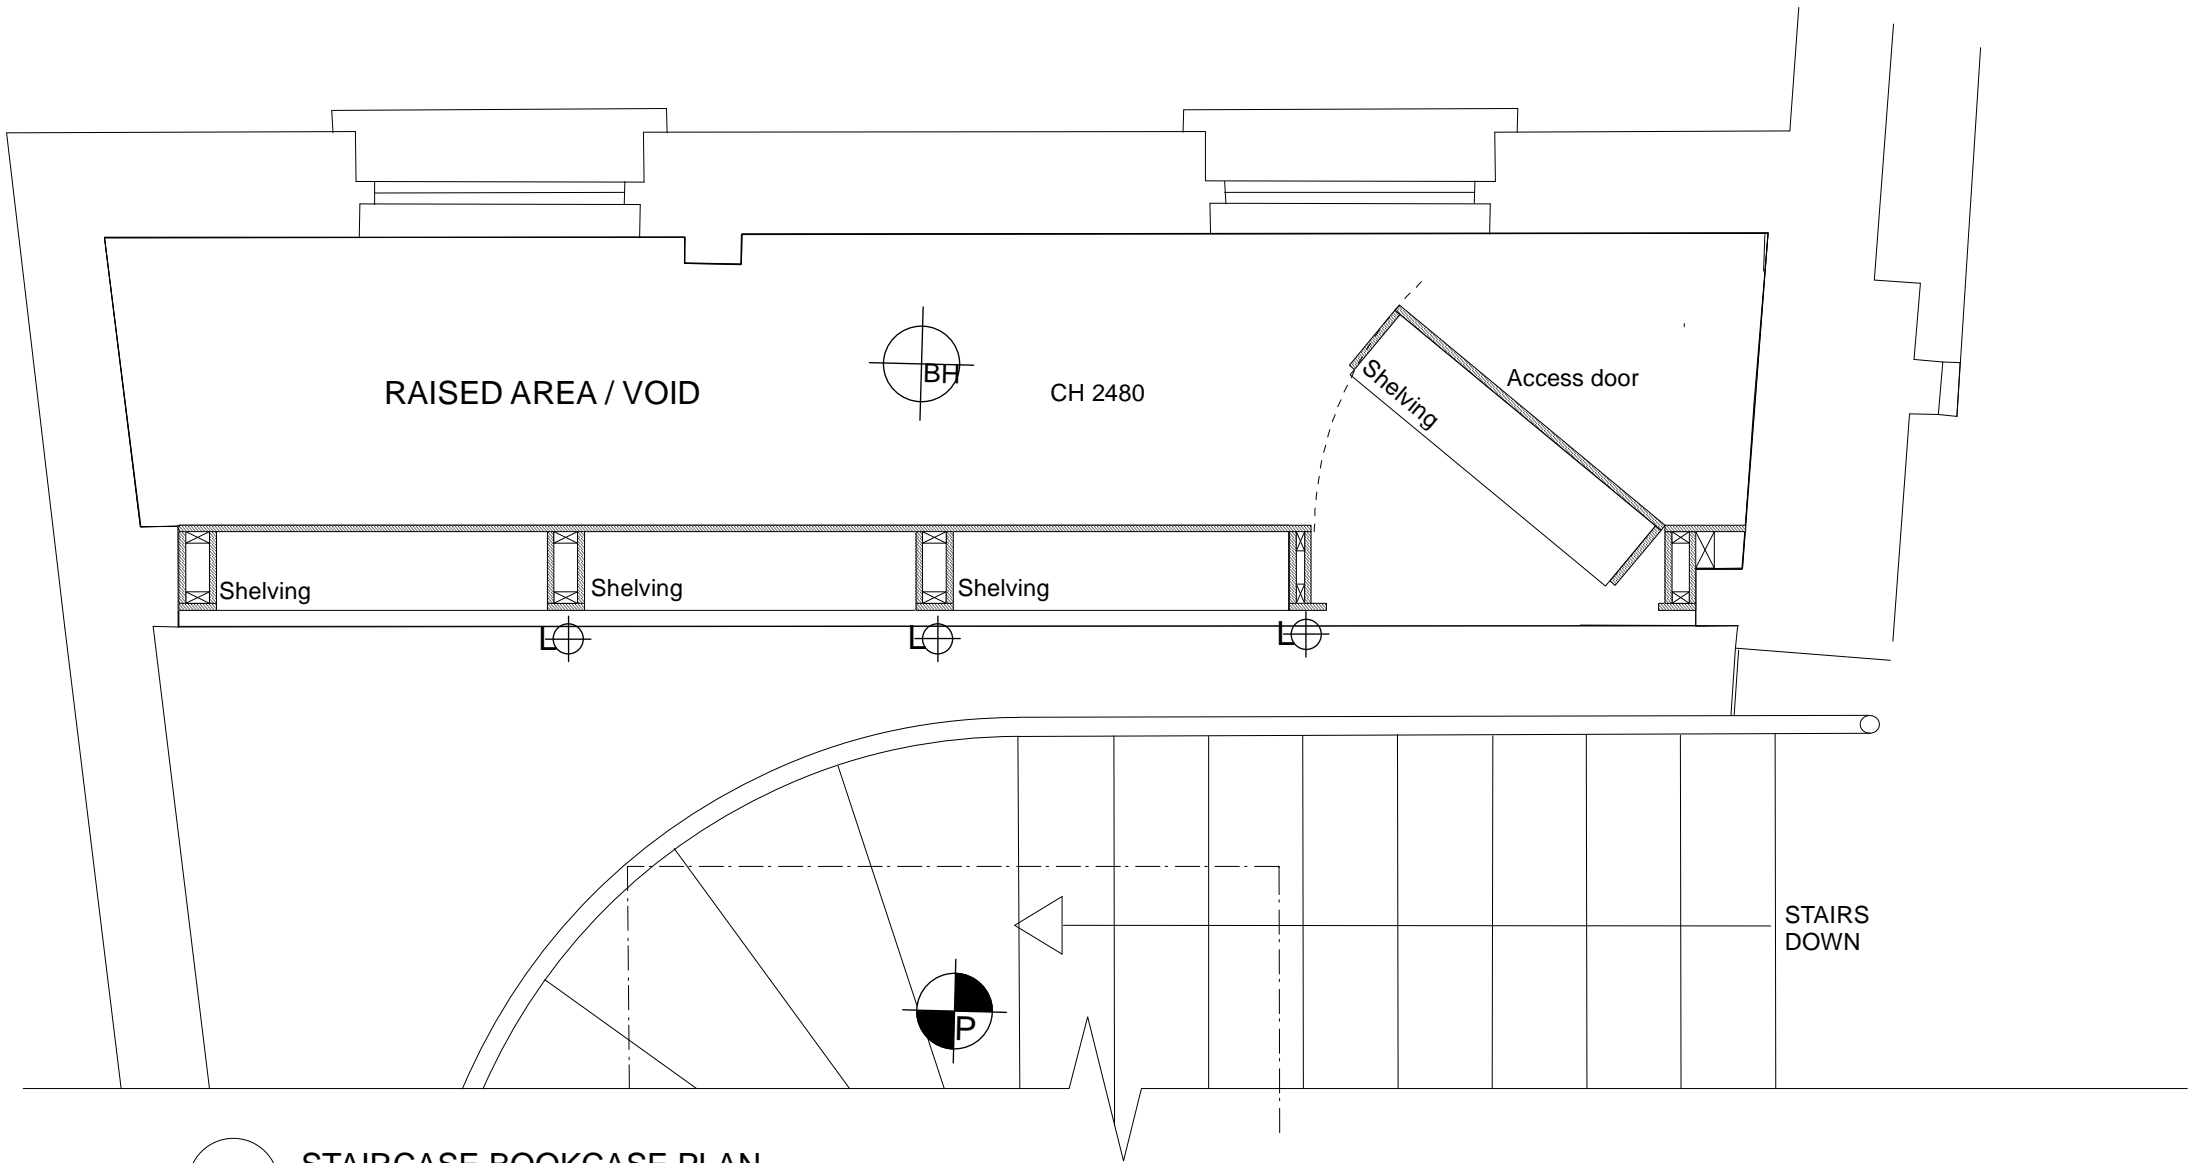 RAISED AREA / VOID
BH
CH 2480
Shelving
Access door
Shelving
Shelving
Shelving
L
L
L
STAIRS
DOWN
P
STAIRCASE BOOKCASE PLAN